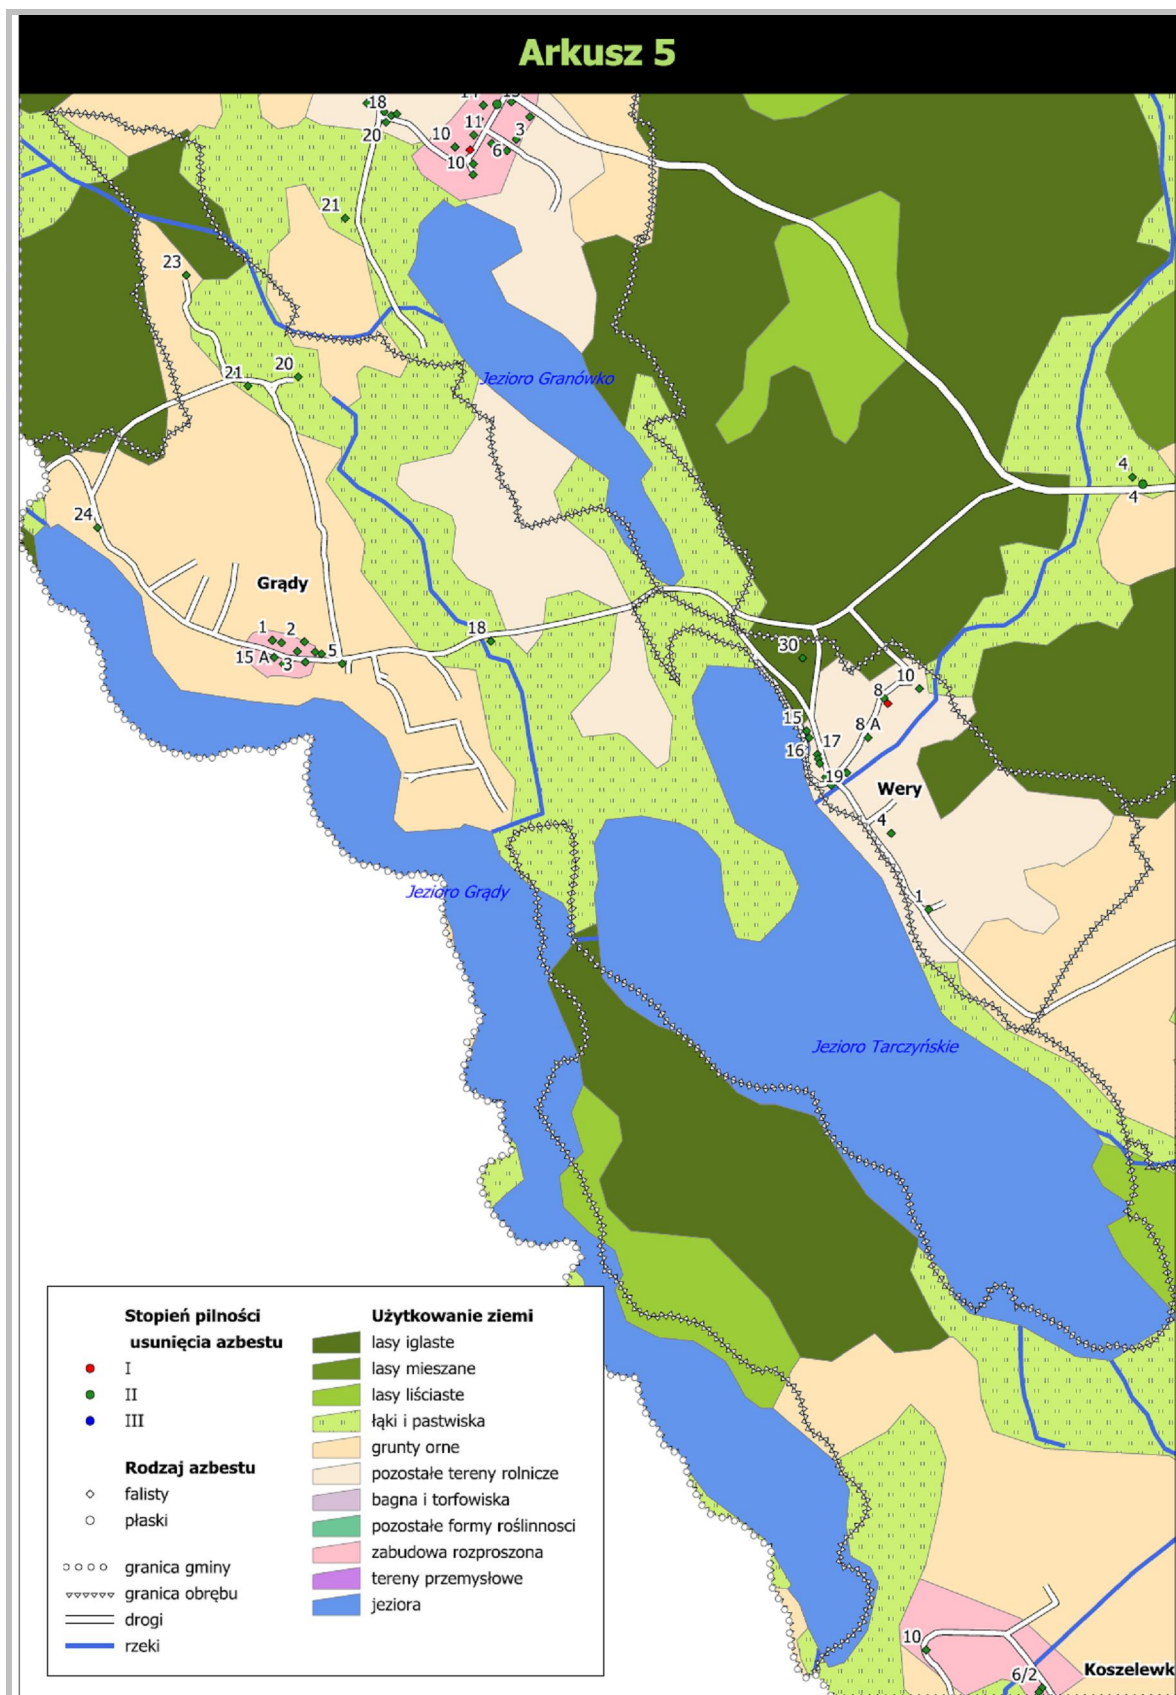 Arkusz 5
18
14
13
20
10
11
3
6
10
21
23
21
20
Jezioro Granówko
4
4
24
Grądy
1
2
15 A
3
5
18
30
10
8
8 A
15
17
16
19
Wery
4
1
Jezioro Grądy
Jezioro Tarczyńskie
Stopień pilności
usunięcia azbestu
I
II
III
Rodzaj azbestu
falisty
płaski
granica gminy
granica obrębu
drogi
rzeki
Użytkowanie ziemi
lasy iglaste
lasy mieszane
lasy liściaste
łąki i pastwiska
grunty orne
pozostałe tereny rolnicze
bagna i torfowiska
pozostałe formy roślinnosci
zabudowa rozproszona
tereny przemysłowe
jeziora
10
6/2
Koszelewk